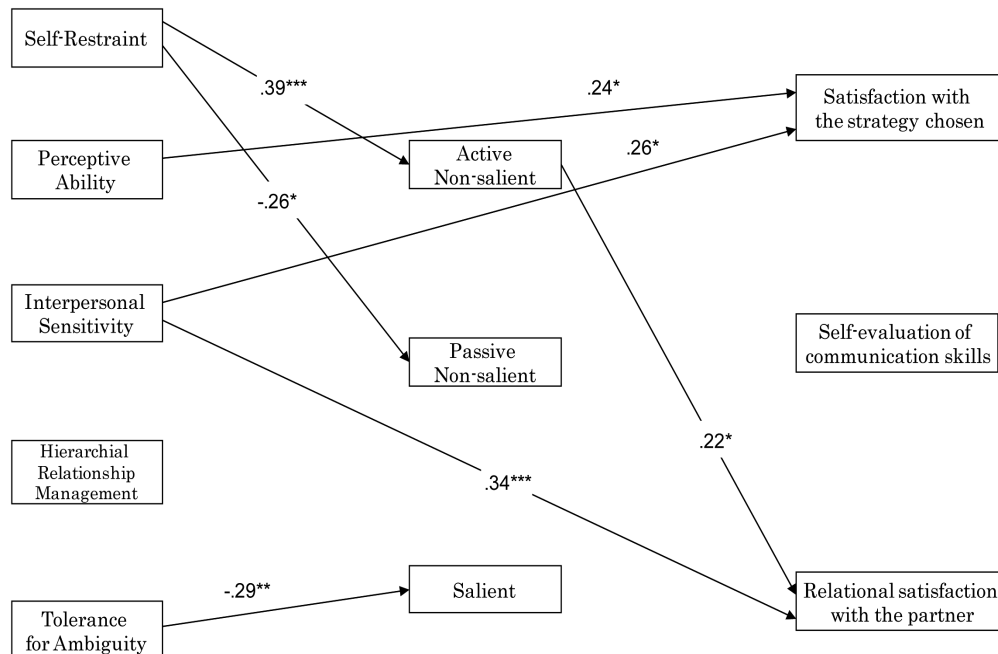 Self-Restraint
.39***
.24*
Satisfaction with
the strategy chosen
Perceptive
Ability
Active
Non-salient
.26*
-.26*
Interpersonal
Sensitivity
Passive
Non-salient
Self-evaluation of
communication skills
Hierarchial
Relationship
Management
.22*
.34***
Tolerance
for Ambiguity
-.29**
Salient
Relational satisfaction
with the partner